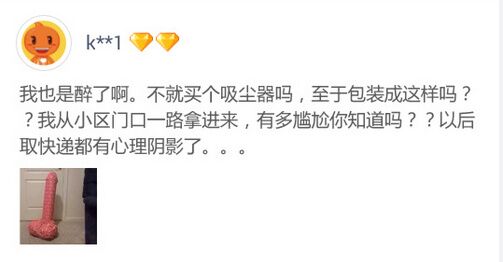 k**1
我也是醉了啊。不就买个吸尘器吗，至于包装成这样吗？
？我从小区门口一路拿进来，有多尴尬你知道吗？？以后
取快递都有心理阴影了。。。